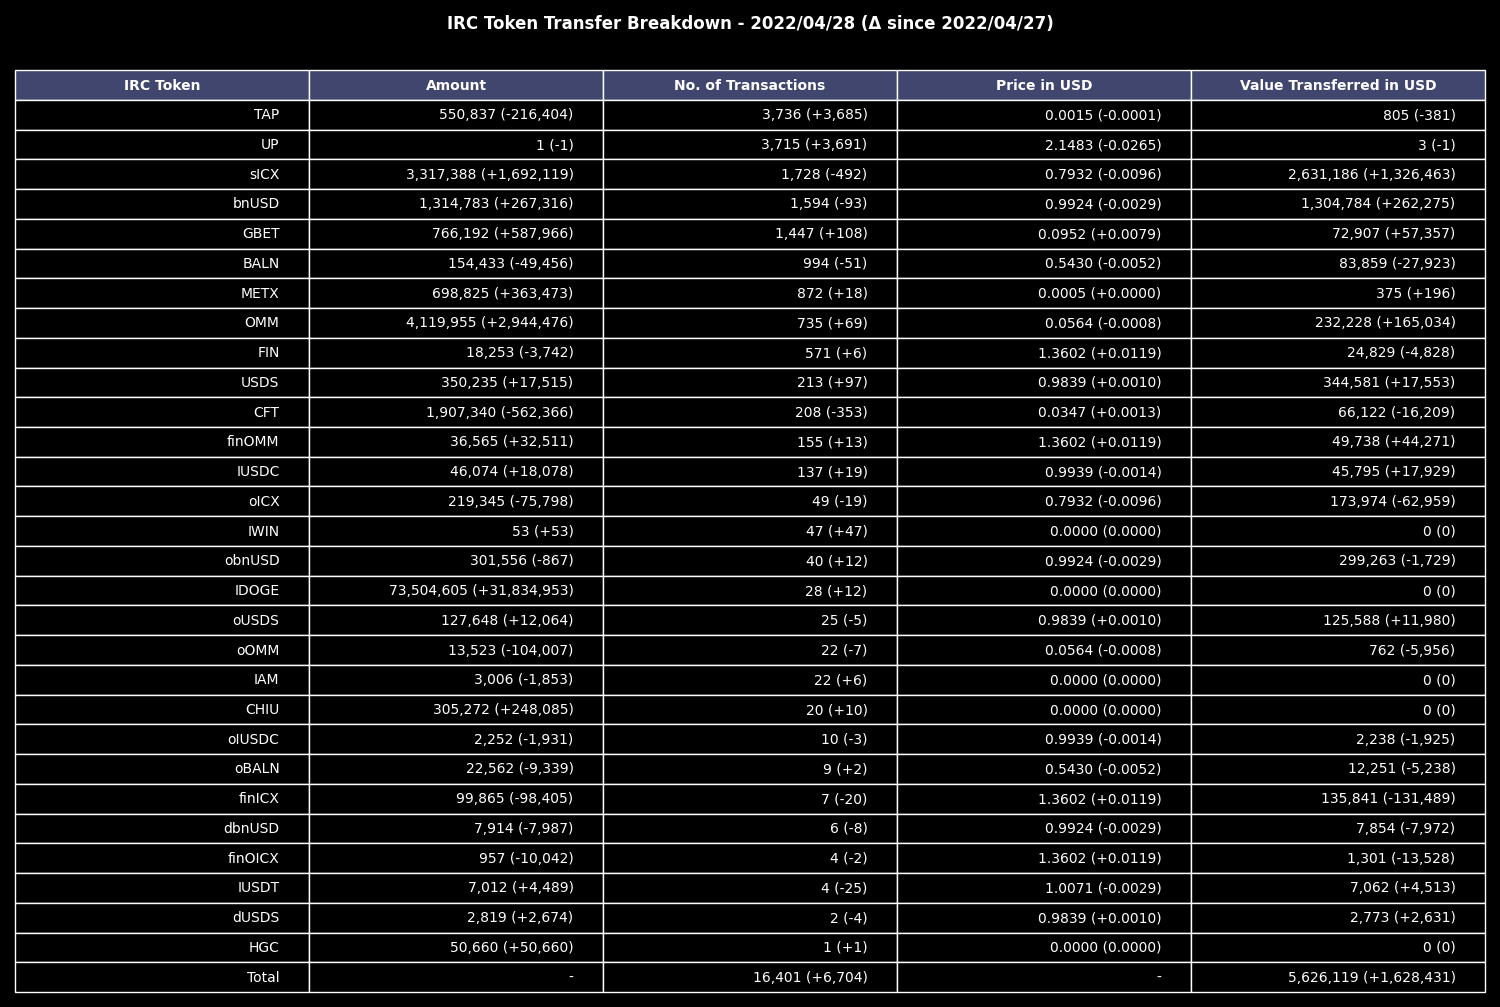 IRC Token Transfer Breakdown - 2022/04/28 (Δ since 2022/04/27)
IRC Token Amount No. of Transactions Price in USD Value Transferred in USD
TAP 550,837 (-216,404) 3,736 (+3,685) 0.0015 (-0.0001) 805 (-381)
UP 1 (-1) 3,715 (+3,691) 2.1483 (-0.0265) 3 (-1)
sICX 3,317,388 (+1,692,119) 1,728 (-492) 0.7932 (-0.0096) 2,631,186 (+1,326,463)
bnUSD 1,314,783 (+267,316) 1,594 (-93) 0.9924 (-0.0029) 1,304,784 (+262,275)
GBET 766,192 (+587,966) 1,447 (+108) 0.0952 (+0.0079) 72,907 (+57,357)
BALN 154,433 (-49,456) 994 (-51) 0.5430 (-0.0052) 83,859 (-27,923)
METX 698,825 (+363,473) 872 (+18) 0.0005 (+0.0000) 375 (+196)
OMM 4,119,955 (+2,944,476) 735 (+69) 0.0564 (-0.0008) 232,228 (+165,034)
FIN 18,253 (-3,742) 571 (+6) 1.3602 (+0.0119) 24,829 (-4,828)
USDS 350,235 (+17,515) 213 (+97) 0.9839 (+0.0010) 344,581 (+17,553)
CFT 1,907,340 (-562,366) 208 (-353) 0.0347 (+0.0013) 66,122 (-16,209)
finOMM 36,565 (+32,511) 155 (+13) 1.3602 (+0.0119) 49,738 (+44,271)
IUSDC 46,074 (+18,078) 137 (+19) 0.9939 (-0.0014) 45,795 (+17,929)
oICX 219,345 (-75,798) 49 (-19) 0.7932 (-0.0096) 173,974 (-62,959)
IWIN 53 (+53) 47 (+47) 0.0000 (0.0000) 0 (0)
obnUSD 301,556 (-867) 40 (+12) 0.9924 (-0.0029) 299,263 (-1,729)
IDOGE 73,504,605 (+31,834,953) 28 (+12) 0.0000 (0.0000) 0 (0)
oUSDS 127,648 (+12,064) 25 (-5) 0.9839 (+0.0010) 125,588 (+11,980)
oOMM 13,523 (-104,007) 22 (-7) 0.0564 (-0.0008) 762 (-5,956)
IAM 3,006 (-1,853) 22 (+6) 0.0000 (0.0000) 0 (0)
CHIU 305,272 (+248,085) 20 (+10) 0.0000 (0.0000) 0 (0)
oIUSDC 2,252 (-1,931) 10 (-3) 0.9939 (-0.0014) 2,238 (-1,925)
oBALN 22,562 (-9,339) 9 (+2) 0.5430 (-0.0052) 12,251 (-5,238)
finICX 99,865 (-98,405) 7 (-20) 1.3602 (+0.0119) 135,841 (-131,489)
dbnUSD 7,914 (-7,987) 6 (-8) 0.9924 (-0.0029) 7,854 (-7,972)
finOICX 957 (-10,042) 4 (-2) 1.3602 (+0.0119) 1,301 (-13,528)
IUSDT 7,012 (+4,489) 4 (-25) 1.0071 (-0.0029) 7,062 (+4,513)
dUSDS 2,819 (+2,674) 2 (-4) 0.9839 (+0.0010) 2,773 (+2,631)
HGC 50,660 (+50,660) 1 (+1) 0.0000 (0.0000) 0 (0)
Total - 16,401 (+6,704) - 5,626,119 (+1,628,431)